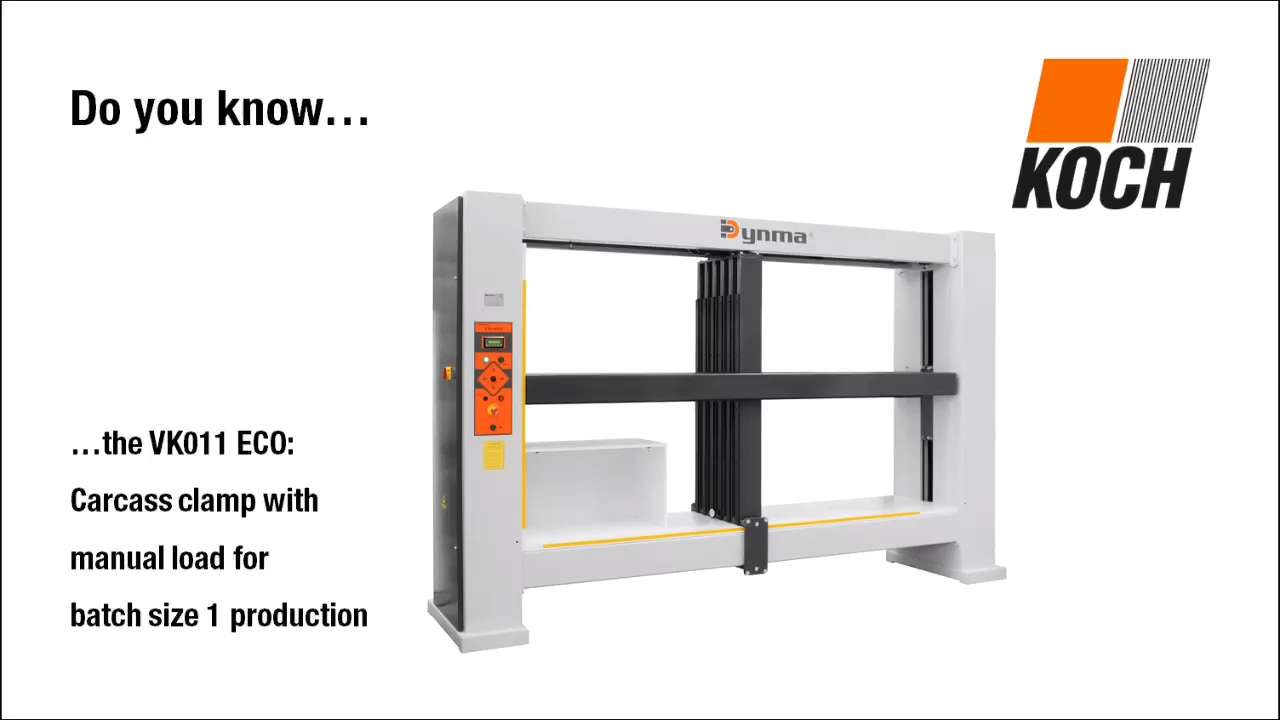 Do you know...
KOCH
Dynma®
...the VK011 ECO:
Carcass clamp with
manual load for
batch size 1 production